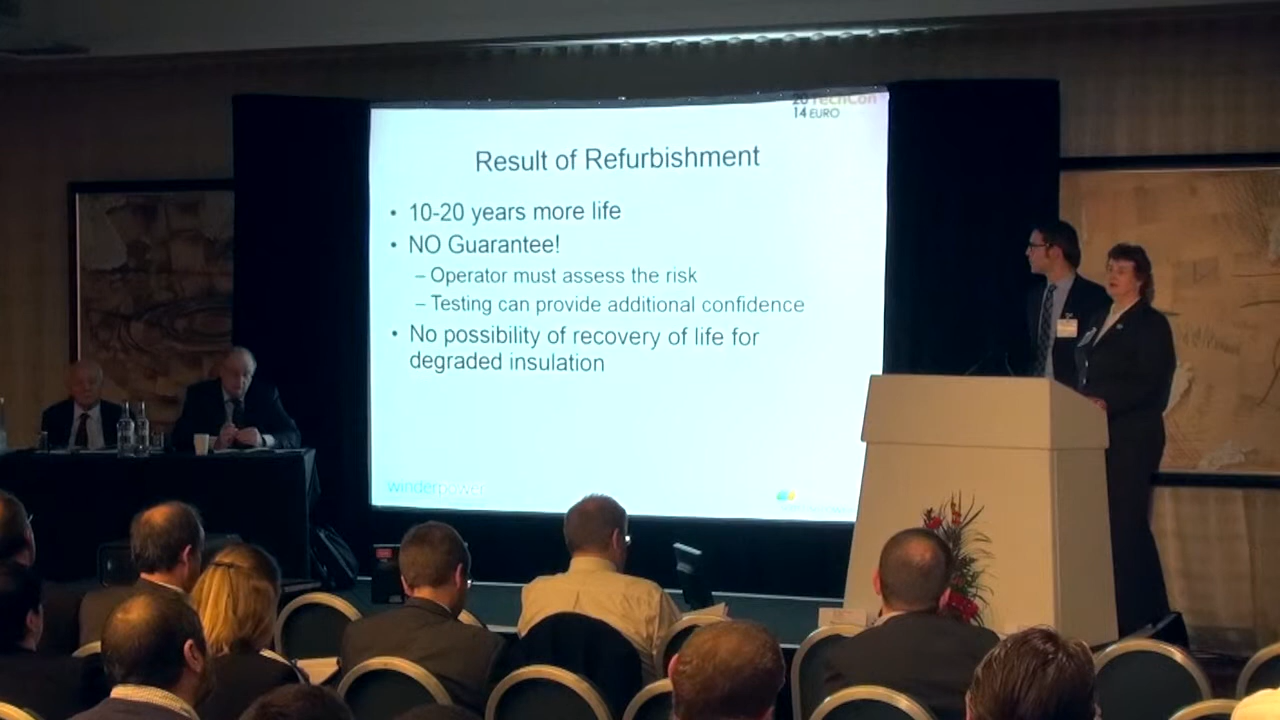 20 TechCon
14 EURO
Result of Refurbishment
• 10-20 years more life
• NO Guarantee!
– Operator must assess the risk
– Testing can provide additional confidence
• No possibility of recovery of life for
degraded insulation
winderpower